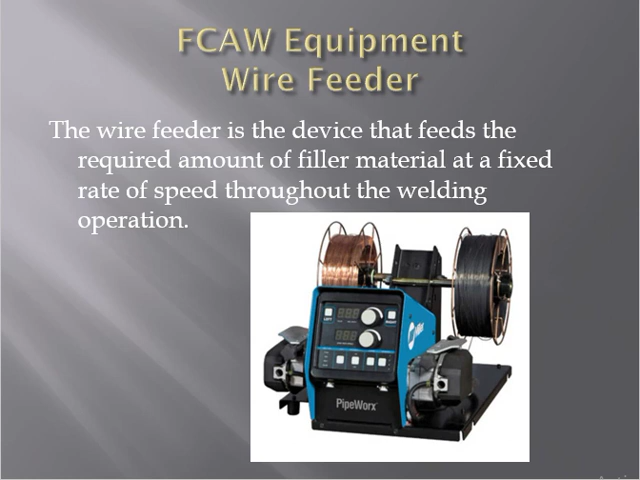 FCAW Equipment
Wire Feeder
The wire feeder is the device that feeds the
required amount of filler material at a fixed
rate of speed throughout the welding
operation.
PipeWorx